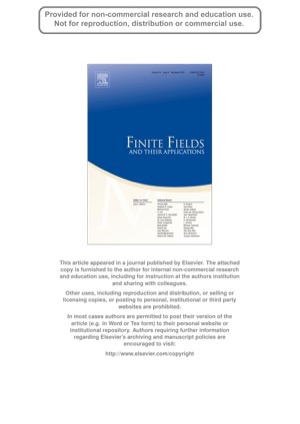 Provided for non-commercial research and education use.
Not for reproduction, distribution or commercial use.
FINITE FIELDS
AND THEIR APPLICATIONS
This article appeared in a journal published by Elsevier. The attached
copy is furnished to the author for internal non-commercial research
and education use, including for instruction at the authors institution
and sharing with colleagues.
Other uses, including reproduction and distribution, or selling or
licensing copies, or posting to personal, institutional or third party
websites are prohibited.
In most cases authors are permitted to post their version of the
article (e.g. in Word or Tex form) to their personal website or
institutional repository. Authors requiring further information
regarding Elsevier's archiving and manuscript policies are
encouraged to visit:
http://www.elsevier.com/copyright